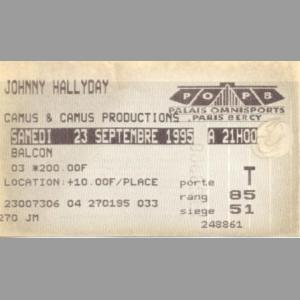 JOHNNY HALLYDAY
POPB
PALAIS OMNISPORTS
PARIS BERCY
CAMUS & CAMUS PRODUCTIONS .
SAMEDI 23 SEPTEMBRE 1995 A 21H00
BALCON
03 *200.00F
LOCATION:+10.00F/PLACE
porte T
rang 85
23007306 04 270195 033
siege 51
270 JM
248861